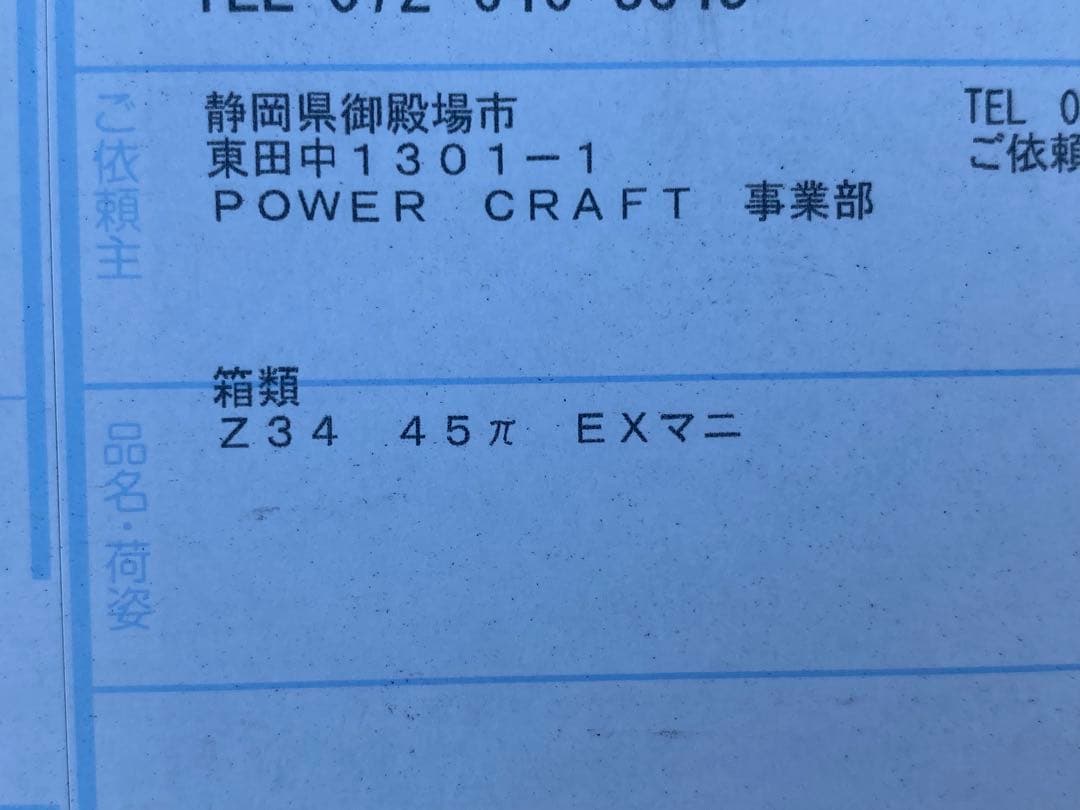 ご依頼主
静岡県御殿場市
東田中１３０１－１
ＰＯＷＥＲ　ＣＲＡＦＴ　事業部
TEL 0
ご依頼
品名・荷姿
箱類
Ｚ３４　４５π　ＥＸマニ